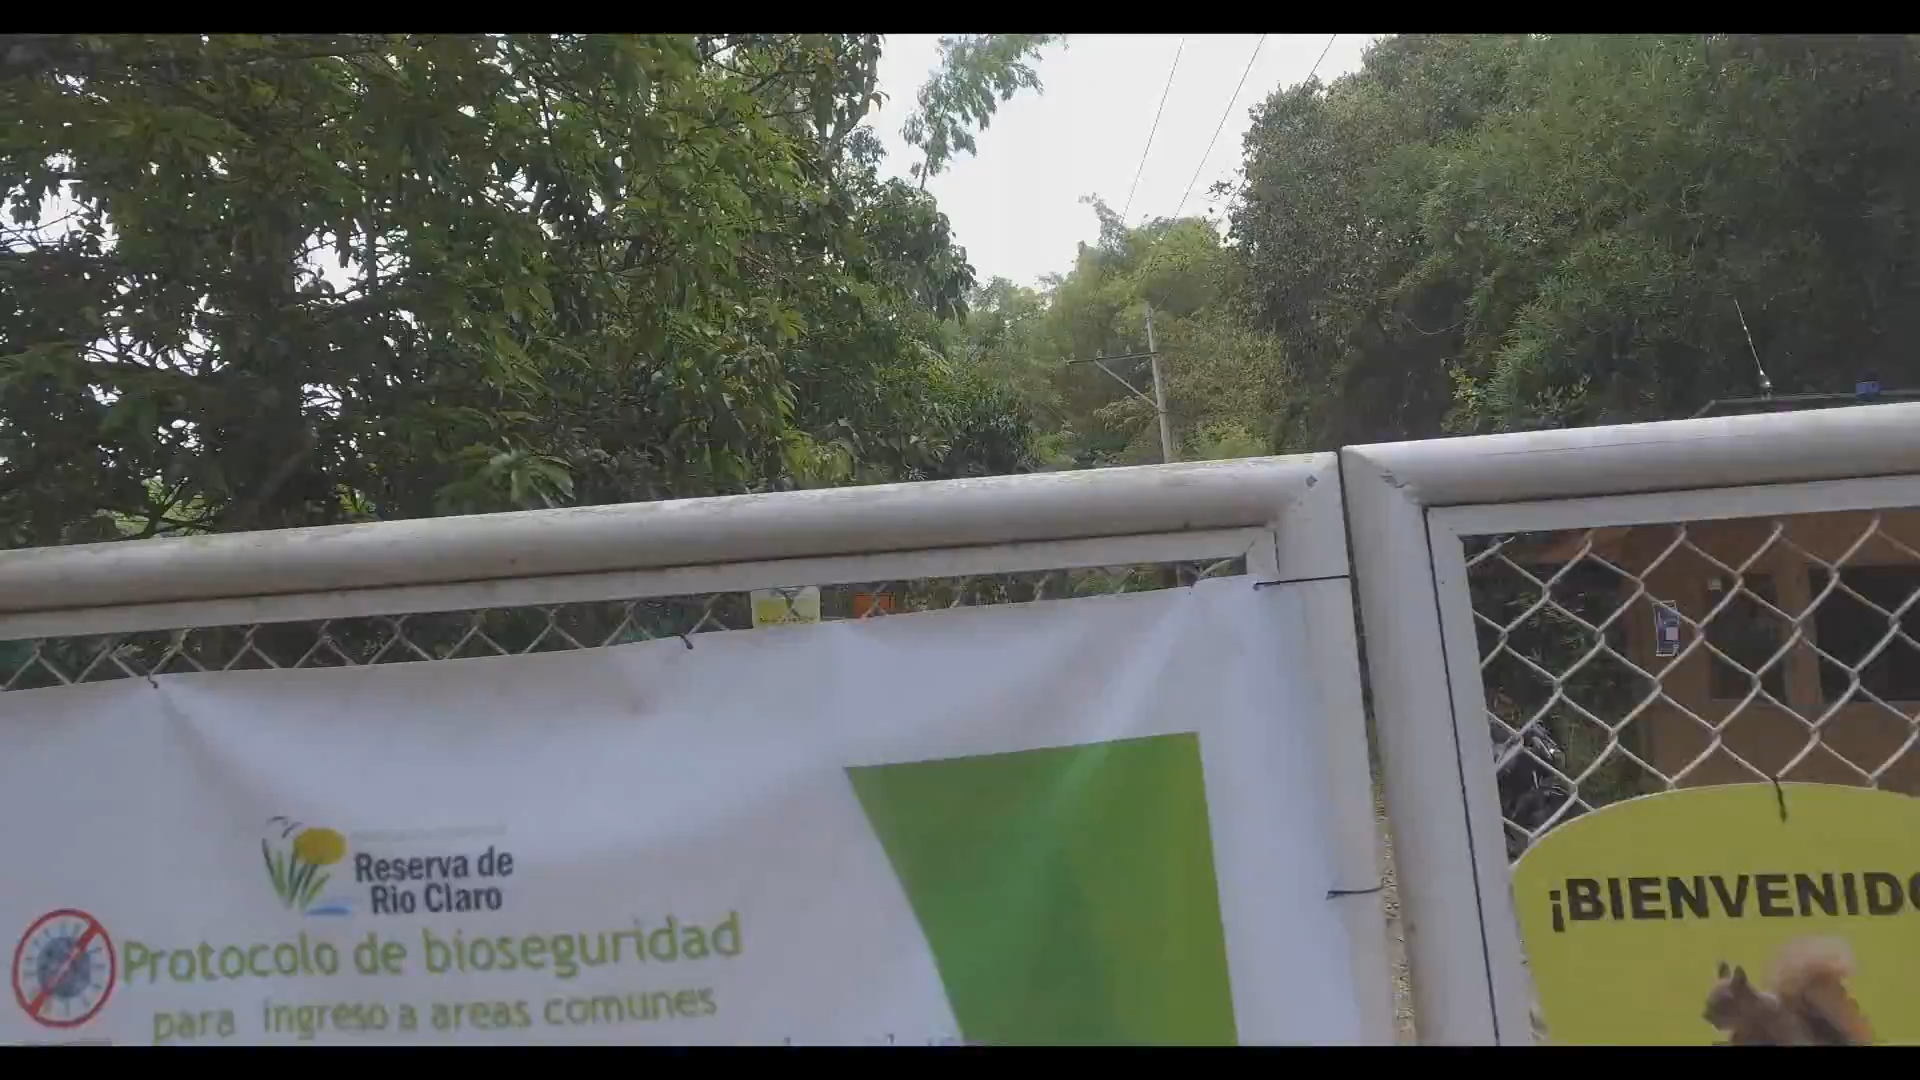 Reserva de
Rio Claro
Protocolo de bioseguridad
para ingreso a areas comunes
¡BIENVENIDO